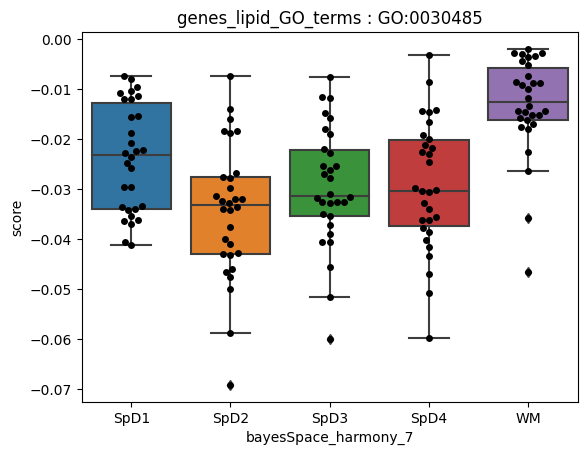 genes_lipid_GO_terms : GO:0030485
0.00
−0.01
−0.02
−0.03
−0.04
−0.05
−0.06
−0.07
score
SpD1 SpD2 SpD3 SpD4 WM
bayesSpace_harmony_7